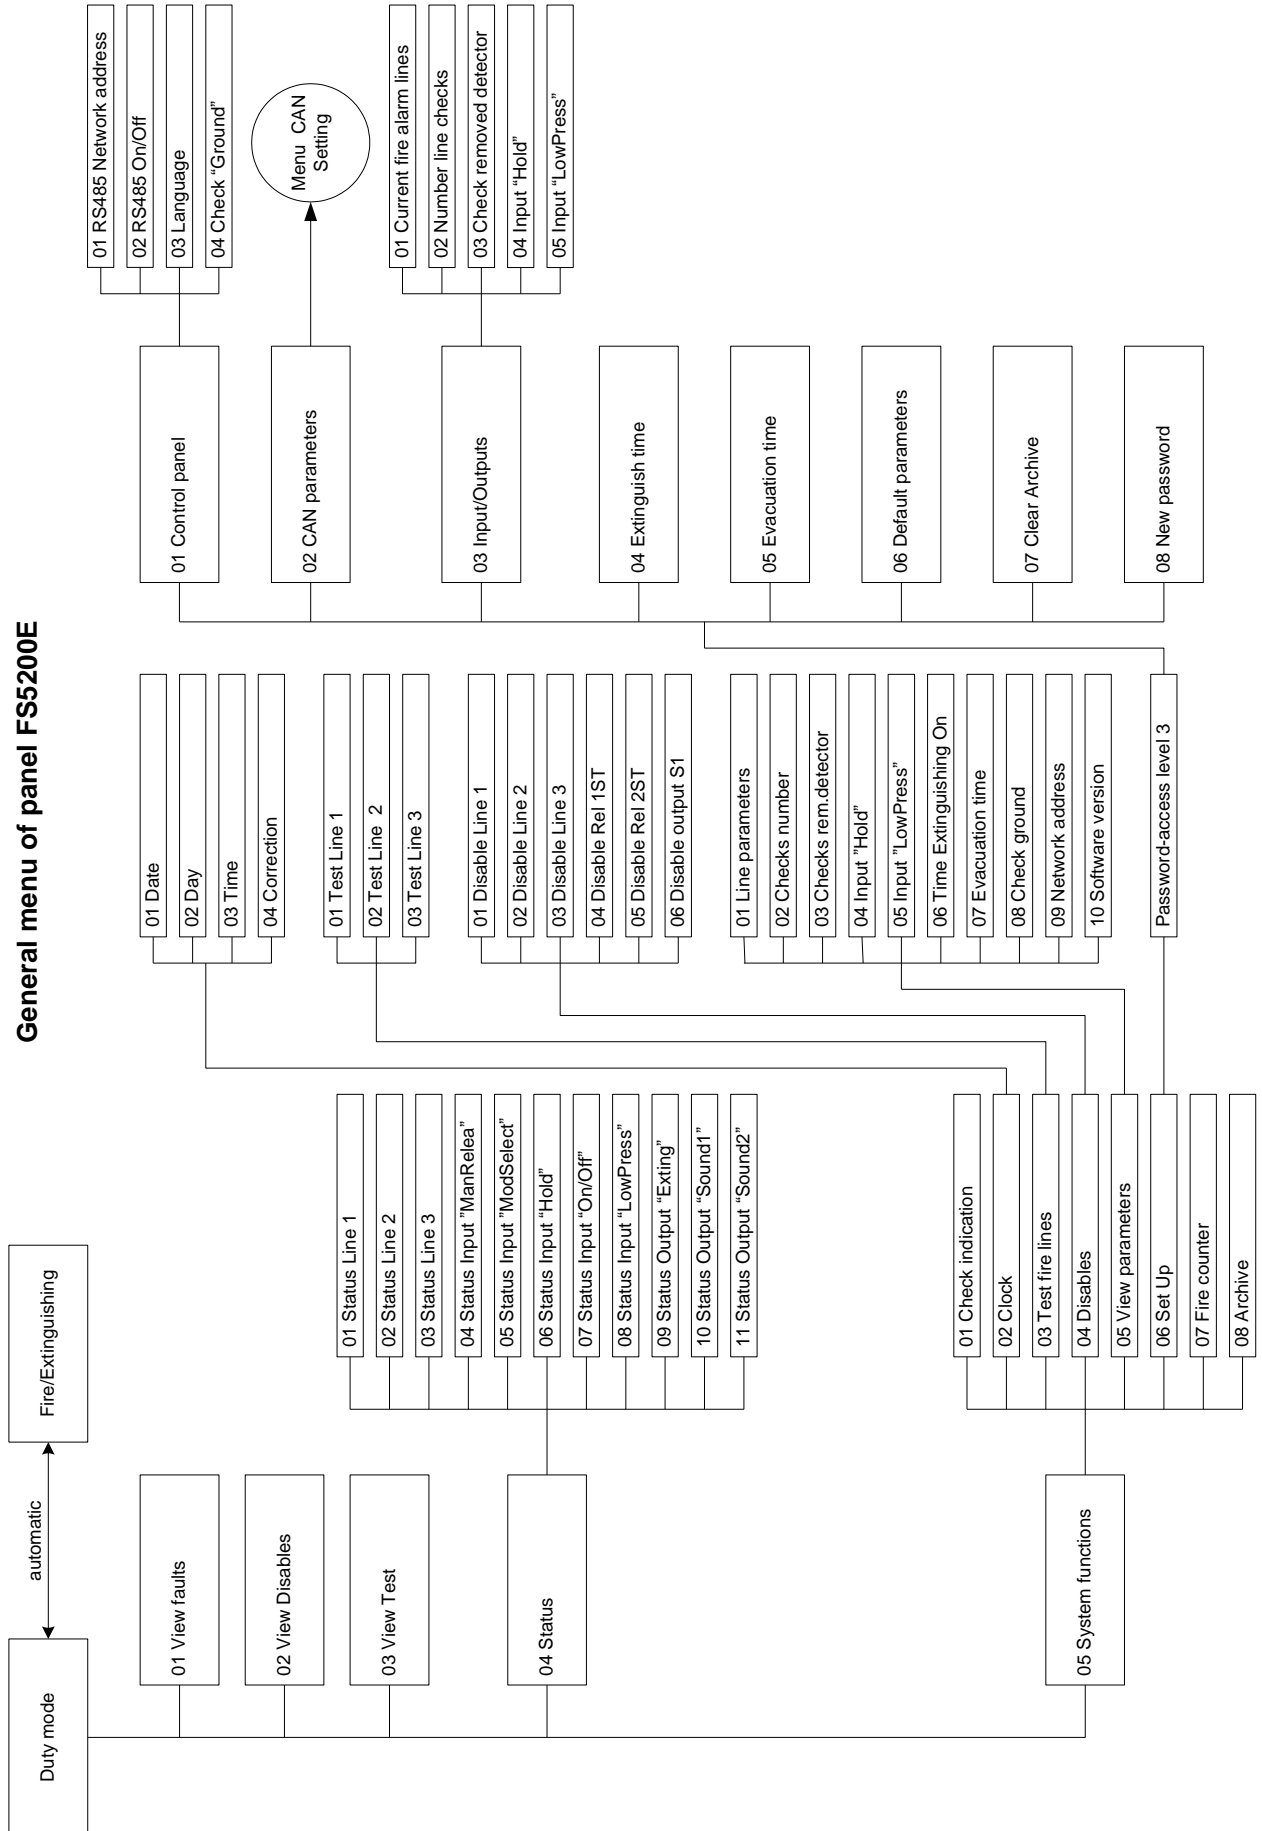 General menu of panel FS5200E
Duty mode
automatic
Fire/Extinguishing
01 View faults
02 View Disables
03 View Test
04 Status
05 System functions
01 Status Line 1
02 Status Line 2
03 Status Line 3
04 Status Input ”ManRelea”
05 Status Input ”ModSelect”
06 Status Input “Hold”
07 Status Input “On/Off”
08 Status Input “LowPress”
09 Status Output “Exting”
10 Status Output “Sound1”
11 Status Output “Sound2”
01 Check indication
02 Clock
03 Test fire lines
04 Disables
05 View parameters
06 Set Up
07 Fire counter
08 Archive
01 Date
02 Day
03 Time
04 Correction
01 Test Line 1
02 Test Line 2
03 Test Line 3
01 Disable Line 1
02 Disable Line 2
03 Disable Line 3
04 Disable Rel 1ST
05 Disable Rel 2ST
06 Disable output S1
01 Line parameters
02 Checks number
03 Checks rem.detector
04 Input ”Hold”
05 Input ”LowPress”
06 Time Extinguishing On
07 Evacuation time
08 Check ground
09 Network address
10 Software version
Password-access level 3
01 Control panel
02 CAN parameters
03 Input/Outputs
04 Extinguish time
05 Evacuation time
06 Default parameters
07 Clear Archive
08 New password
01 RS485 Network address
02 RS485 On/Off
03 Language
04 Check “Ground”
Menu CAN
Setting
01 Current fire alarm lines
02 Number line checks
03 Check removed detector
04 Input “Hold”
05 Input “LowPress”